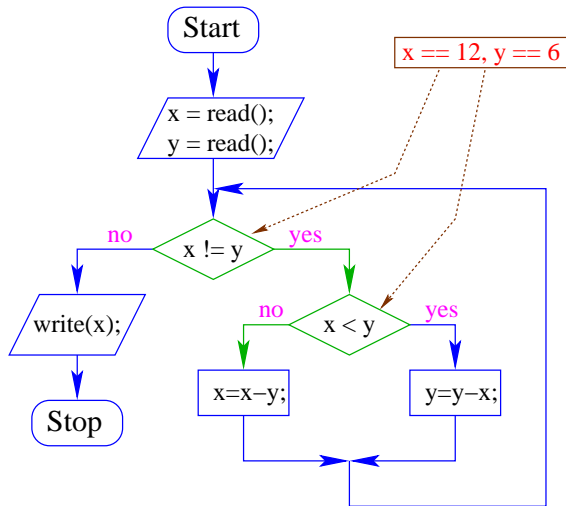 Start
x == 12, y == 6
x = read();
y = read();
no
yes
x != y
no
yes
write(x);
x < y
x=x−y;
y=y−x;
Stop